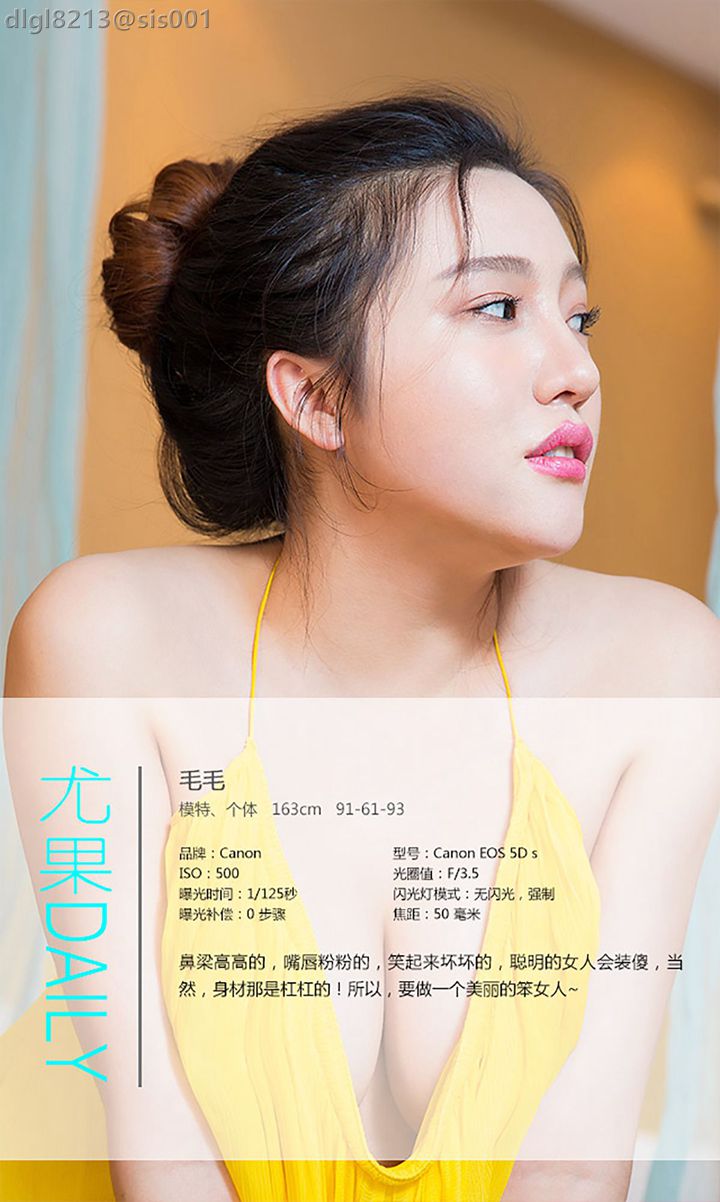 dlgl8213@sis001
尤果DAILY
毛毛
模特、个体 163cm 91-61-93
品牌：Canon 型号：Canon EOS 5D s
ISO：500 光圈值：F/3.5
曝光时间：1/125秒 闪光灯模式：无闪光，强制
曝光补偿：0 步骤 焦距：50 毫米
鼻梁高高的，嘴唇粉粉的，笑起来坏坏的，聪明的女人会装傻，当
然，身材那是杠杠的！所以，要做一个美丽的笨女人~